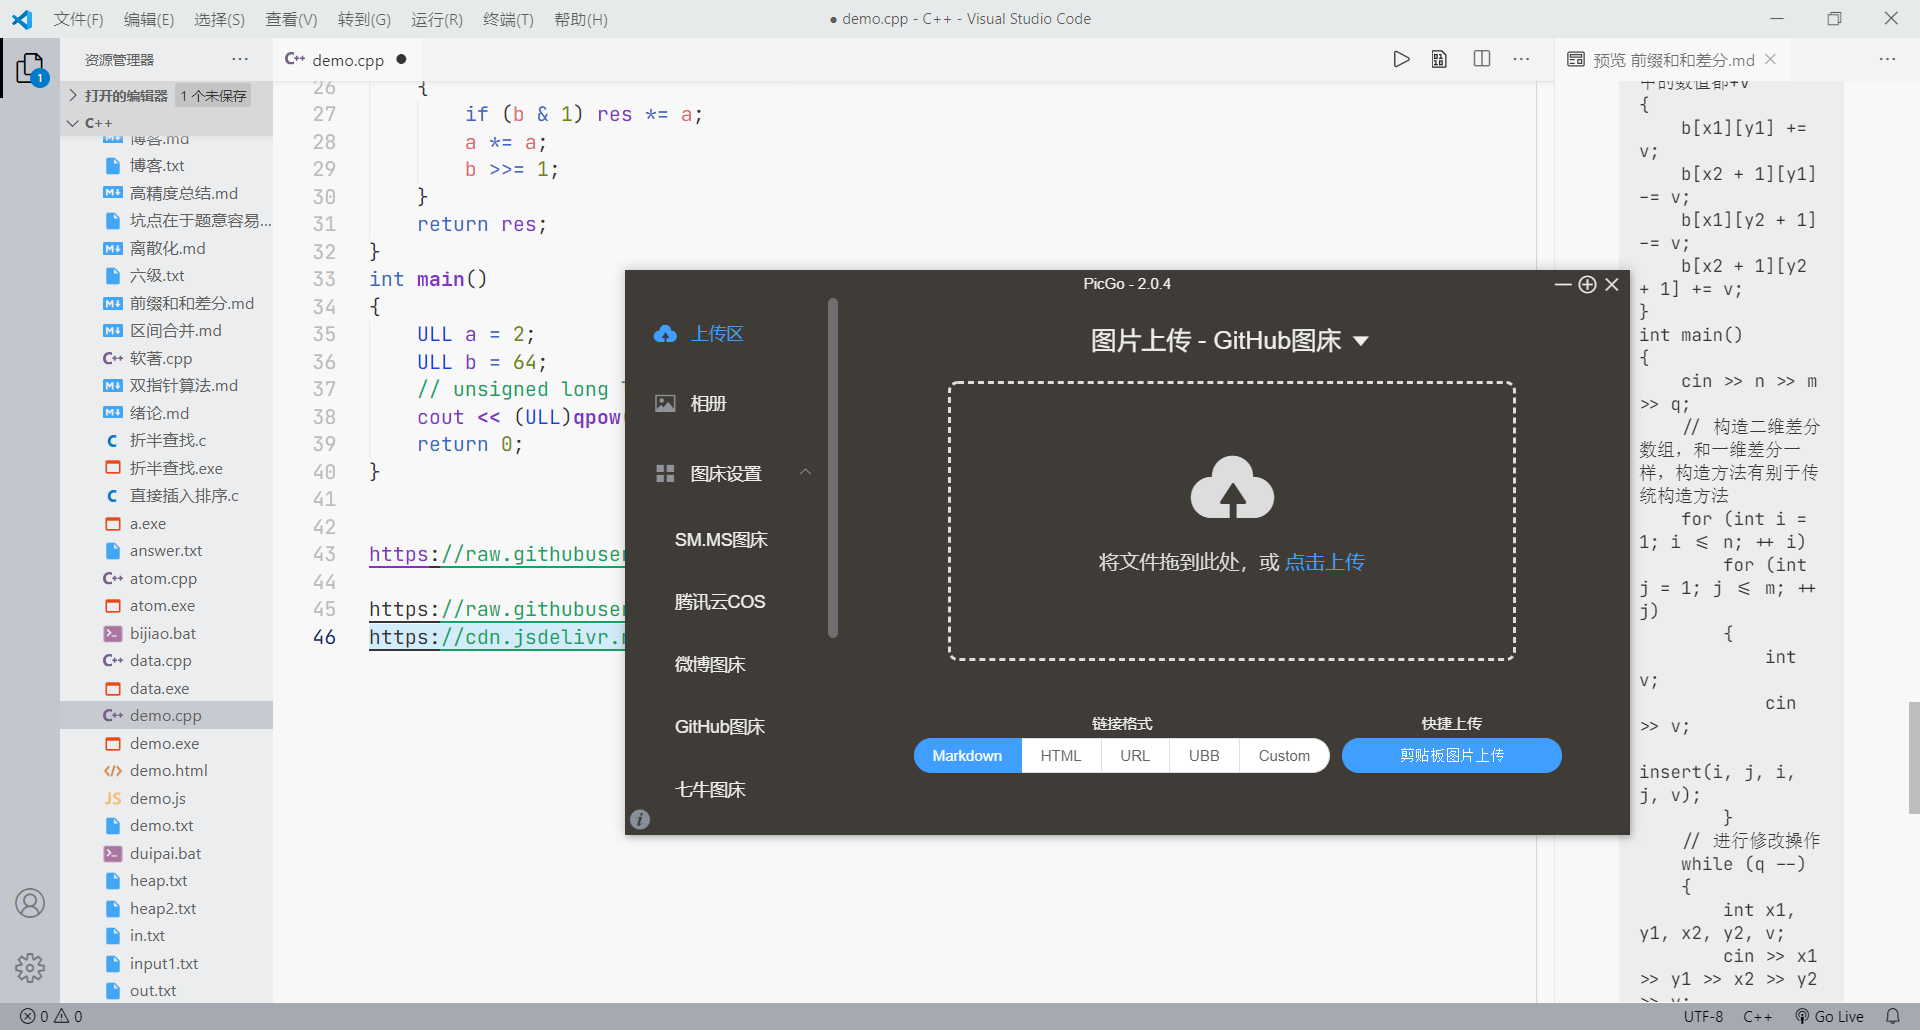 文件(F) 编辑(E) 选择(S) 查看(V) 转到(G) 运行(R) 终端(T) 帮助(H)
● demo.cpp - C++ - Visual Studio Code
资源管理器
打开的编辑器 1 个未保存
C++
博客.md
博客.txt
高精度总结.md
坑点在于题意容易...
离散化.md
六级.txt
前缀和和差分.md
区间合并.md
软著.cpp
双指针算法.md
绪论.md
折半查找.c
折半查找.exe
直接插入排序.c
a.exe
answer.txt
atom.cpp
atom.exe
bijiao.bat
data.cpp
data.exe
demo.cpp
demo.exe
demo.html
demo.js
demo.txt
duipai.bat
heap.txt
heap2.txt
in.txt
input1.txt
out.txt
1
C++ demo.cpp ●
26 {
27 if (b & 1) res *= a;
28 a *= a;
29 b >>= 1;
30 }
31 return res;
32 }
33 int main()
34 {
35 ULL a = 2;
36 ULL b = 64;
37 // unsigned long
38 cout << (ULL)qpow
39 return 0;
40 }
41
42
43 https://raw.githubuser
44
45 https://raw.githubuser
46 https://cdn.jsdelivr.
PicGo - 2.0.4
上传区
相册
图床设置
SM.MS图床
腾讯云COS
微博图床
GitHub图床
七牛图床
图片上传 - GitHub图床
将文件拖到此处，或 点击上传
链接格式
Markdown HTML URL UBB Custom
快捷上传
剪贴板图片上传
预览 前缀和和差分.md
中的数值都+v
{
b[x1][y1] +=
v;
b[x2 + 1][y1]
-= v;
b[x1][y2 + 1]
-= v;
b[x2 + 1][y2
+ 1] += v;
}
int main()
{
cin >> n >> m
>> q;
// 构造二维差分
数组，和一维差分一
样，构造方法有别于传
统构造方法
for (int i =
1; i <= n; ++ i)
for (int
j = 1; j <= m; ++
j)
{
int
v;
cin
>> v;
insert(i, j, i,
j, v);
}
// 进行修改操作
while (q --)
{
int x1,
y1, x2, y2, v;
cin >> x1
>> y1 >> x2 >> y2
>> v;
0 0
UTF-8 C++ Go Live